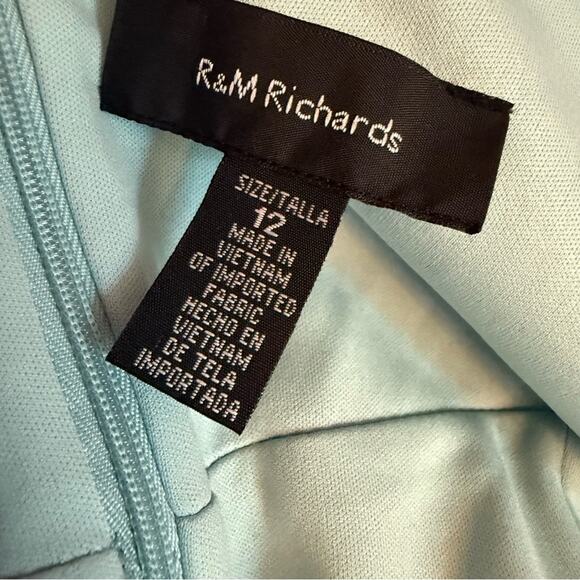 R&M Richards
SIZE/TALLA
12
MADE IN
VIETNAM
OF IMPORTED
FABRIC
HECHO EN
VIETNAM
DE TELA
IMPORTADA